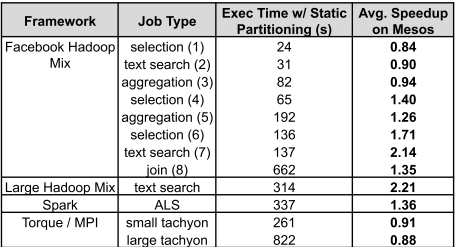 Framework Job Type Exec Time w/ Static Partitioning (s) Avg. Speedup on Mesos
Facebook Hadoop Mix selection (1) 24 0.84
text search (2) 31 0.90
aggregation (3) 82 0.94
selection (4) 65 1.40
aggregation (5) 192 1.26
selection (6) 136 1.71
text search (7) 137 2.14
join (8) 662 1.35
Large Hadoop Mix text search 314 2.21
Spark ALS 337 1.36
Torque / MPI small tachyon 261 0.91
large tachyon 822 0.88